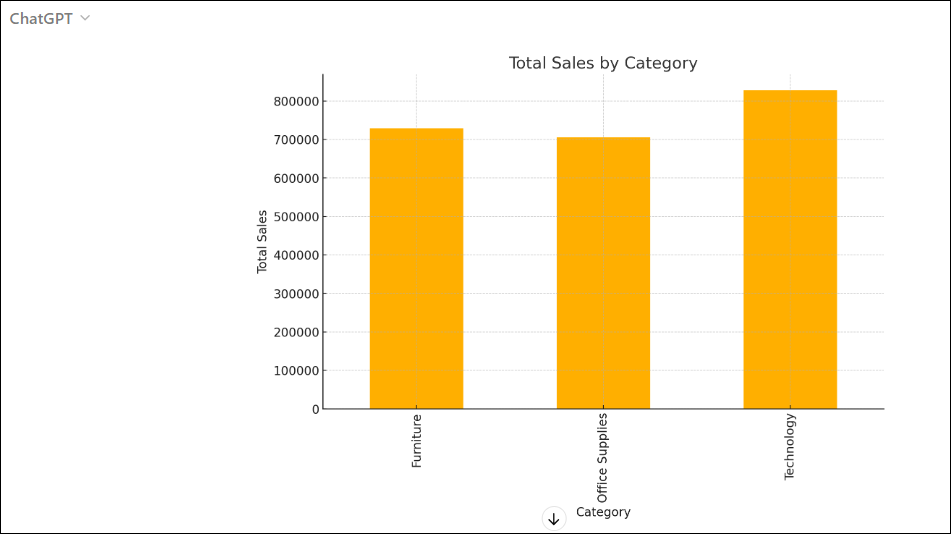 ChatGPT
Total Sales by Category
800000
700000
600000
500000
400000
300000
200000
100000
0
Total Sales
Furniture
Office Supplies
Technology
Category